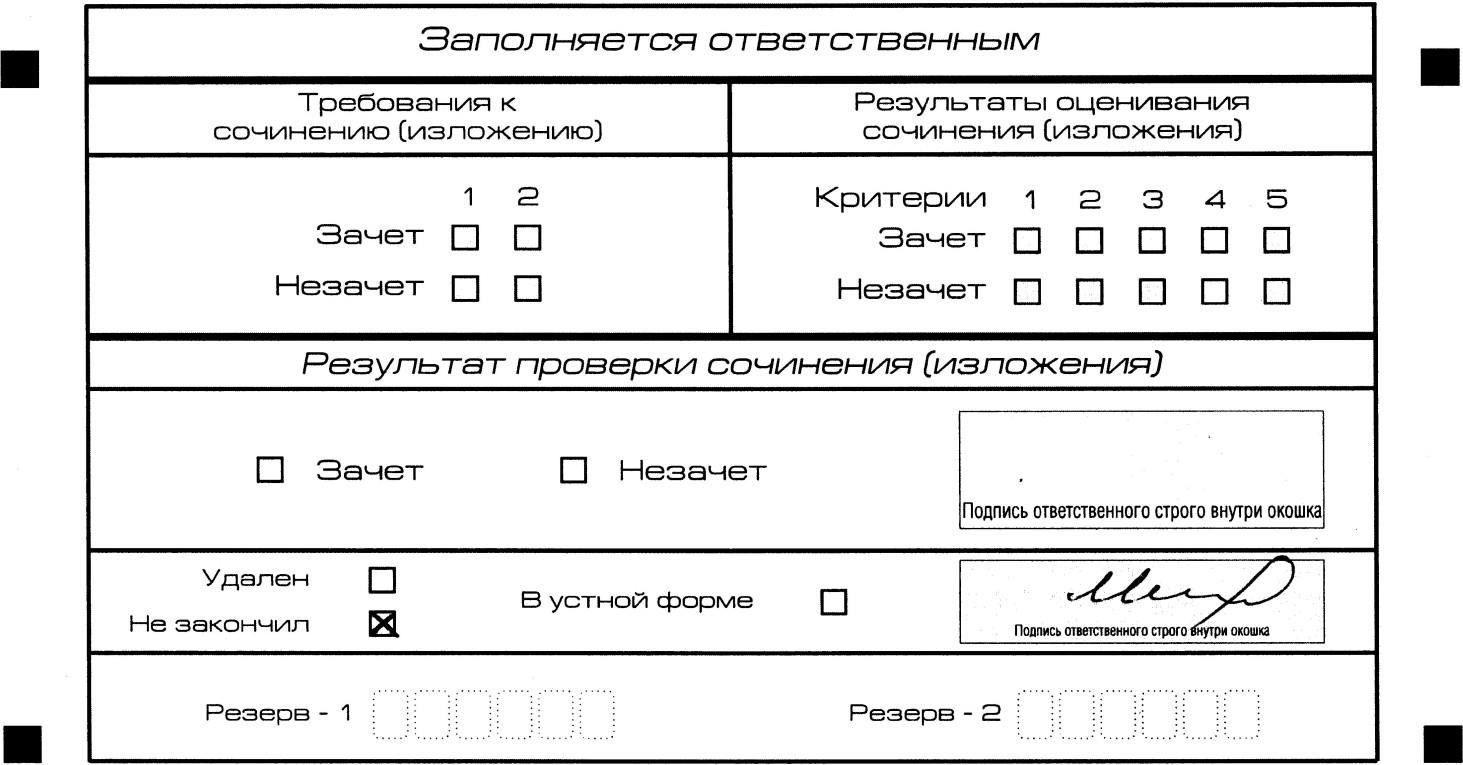 Заполняется ответственным
Требования к
сочинению (изложению)
Результаты оценивания
сочинения (изложения)
1 2
Зачет
Незачет
Критерии 1 2 3 4 5
Зачет
Незачет
Результат проверки сочинения (изложения)
Зачет Незачет
Подпись ответственного строго внутри окошка
Удален
Не закончил
В устной форме
Подпись ответственного строго внутри окошка
Резерв - 1
Резерв - 2